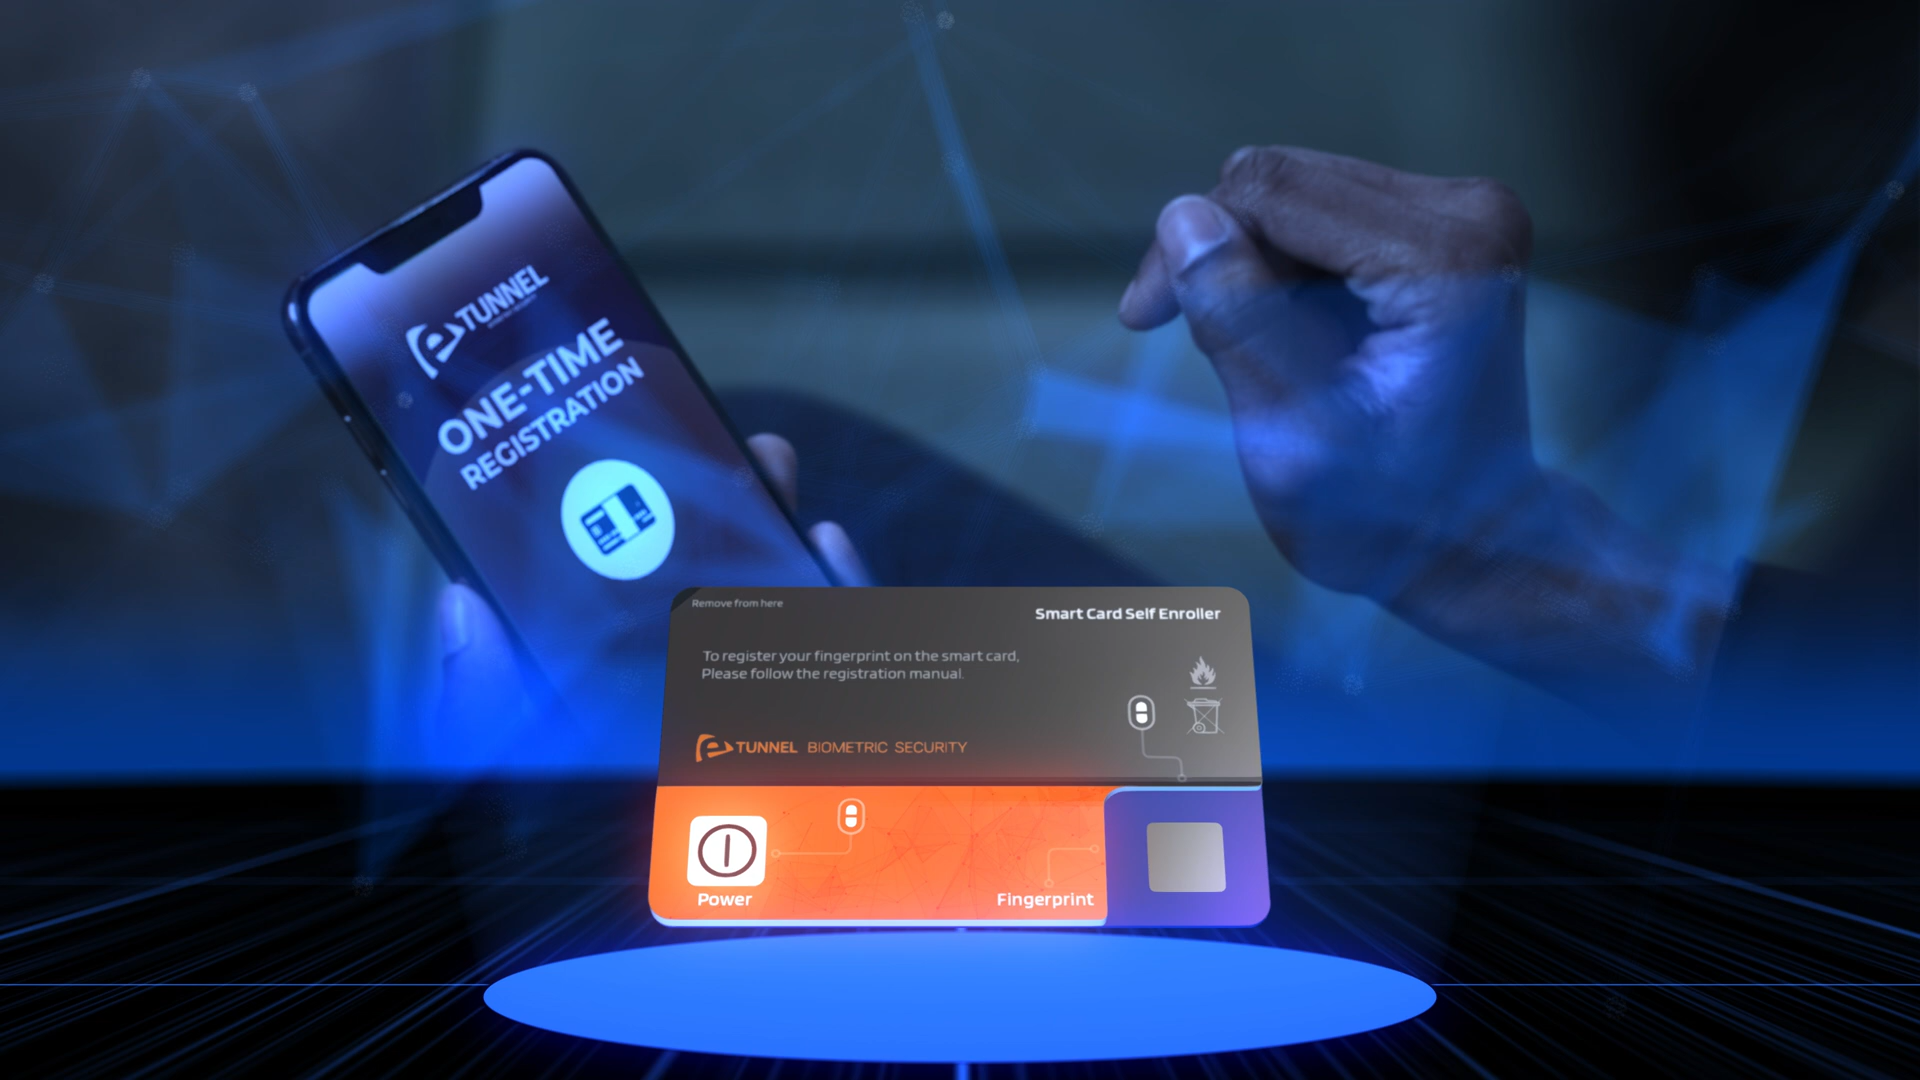 TUNNEL
ONE-TIME
REGISTRATION
Remove from here
Smart Card Self Enroller
To register your fingerprint on the smart card,
Please follow the registration manual.
e TUNNEL BIOMETRIC SECURITY
Power
Fingerprint